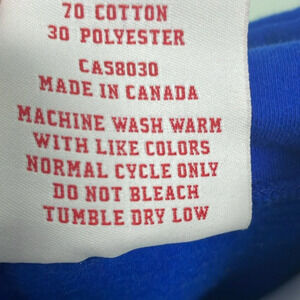 70 COTTON
30 POLYESTER
CA58030
MADE IN CANADA
MACHINE WASH WARM
WITH LIKE COLORS
NORMAL CYCLE ONLY
DO NOT BLEACH
TUMBLE DRY LOW